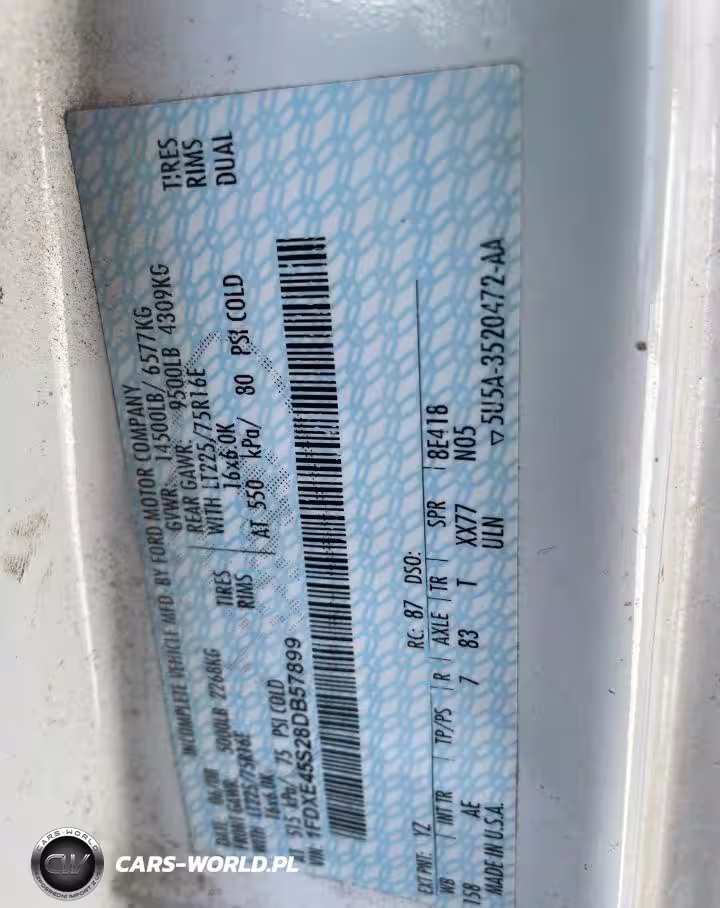 INCOMPLETE VEHICLE MFD BY FORD MOTOR COMPANY
DATE: 06/08 GVWR: 14500LB/ 6577KG
FRONT GAWR: 5000LB 2268KG REAR GAWR: 9500LB 4309KG
WITH LT225/75R16E TIRES WITH LT225/75R16E TIRES
16x6.0K RIMS 16x6.0K RIMS
AT 515 kPa/ 75 PSI COLD AT 550 kPa/ 80 PSI COLD DUAL
VIN: 1FDXE45S28DB57899
EXT PNT: YZ RC: 87 DSO:
WB INT TR TP/PS R AXLE TR SPR
158 AE 7 83 T XX77 8E418
MADE IN U.S.A. ULN N05
▽5U5A-3520472-AA
CARS-WORLD
CW
CARS-WORLD.PL